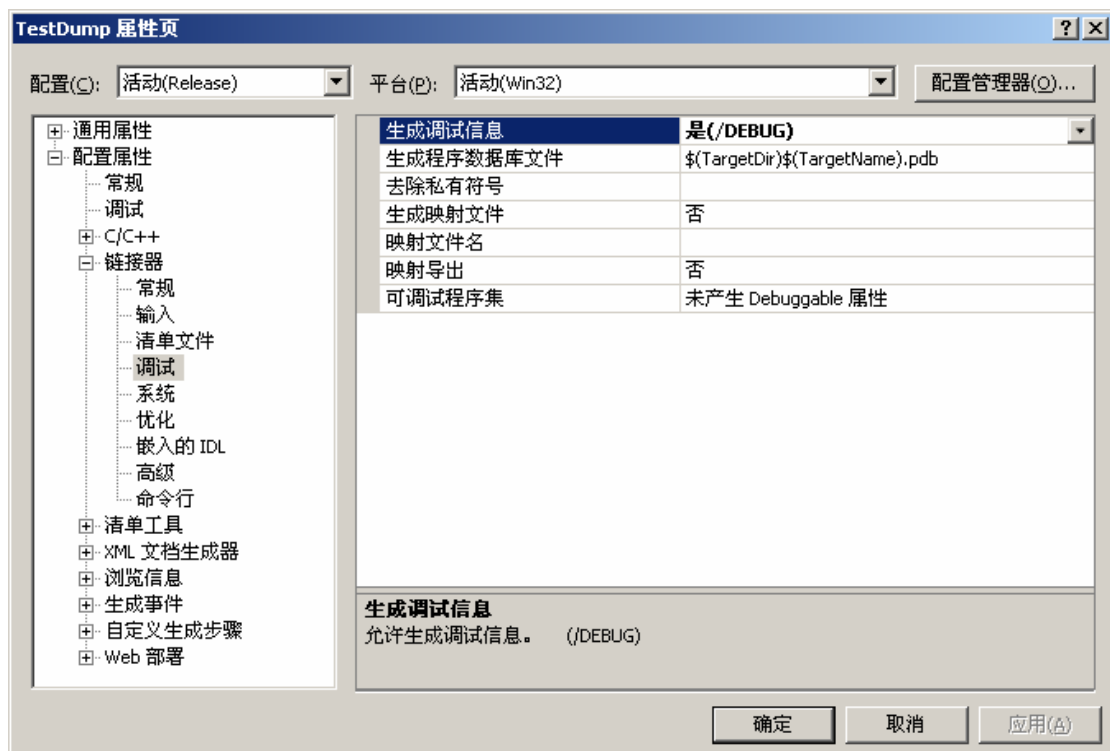 TestDump 属性页
配置(C): 活动(Release) 平台(P): 活动(Win32) 配置管理器(O)...
通用属性
配置属性
常规
调试
C/C++
链接器
常规
输入
清单文件
调试
系统
优化
嵌入的 IDL
高级
命令行
清单工具
XML 文档生成器
浏览信息
生成事件
自定义生成步骤
Web 部署
生成调试信息 是(/DEBUG)
生成程序数据库文件 $(TargetDir)$(TargetName).pdb
去除私有符号
生成映射文件 否
映射文件名
映射导出 否
可调试程序集 未产生 Debuggable 属性
生成调试信息
允许生成调试信息。 (/DEBUG)
确定 取消 应用(A)